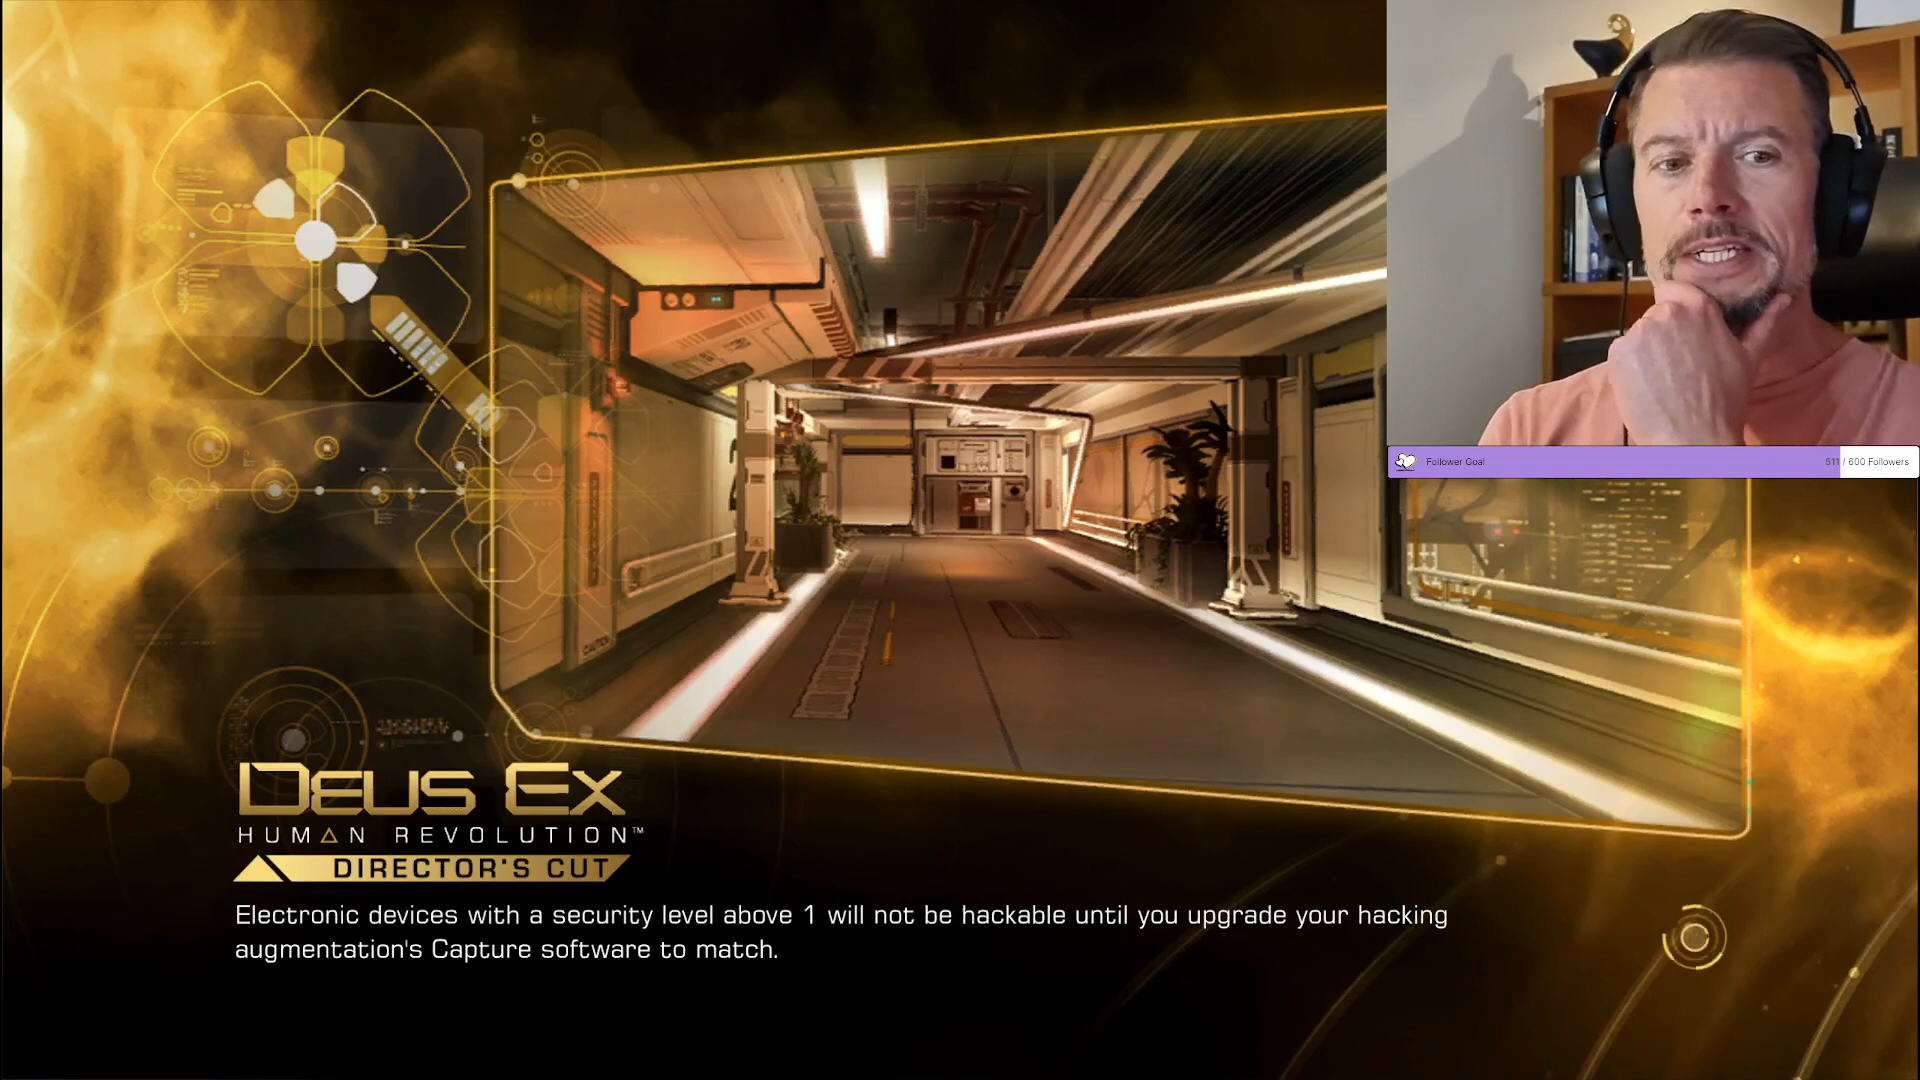 Follower Goal
511 / 600 Followers
CAUTION
DEUS EX
HUMAN REVOLUTION™
DIRECTOR'S CUT
Electronic devices with a security level above 1 will not be hackable until you upgrade your hacking
augmentation's Capture software to match.